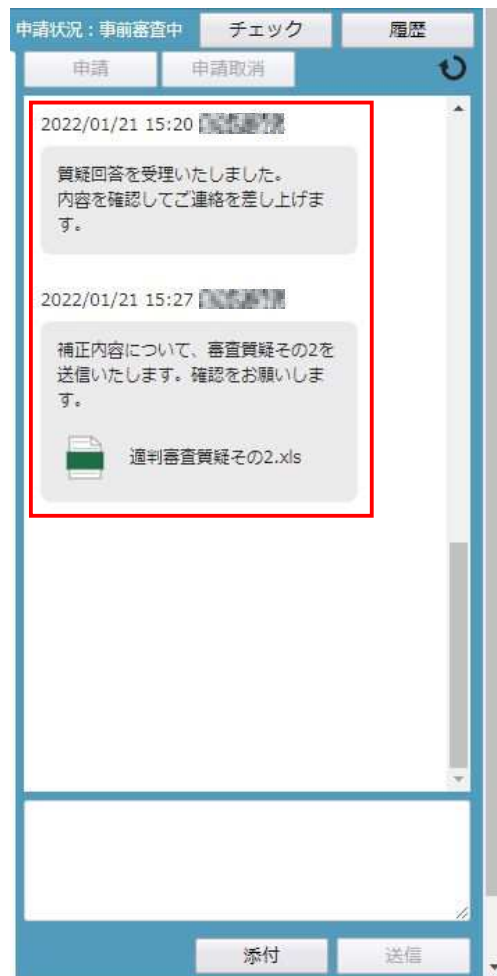 申請状況：事前審査中 チェック 履歴
申請 申請取消
2022/01/21 15:20
質疑回答を受理いたしました。
内容を確認してご連絡を差し上げま
す。
2022/01/21 15:27
補正内容について、審査質疑その2を
送信いたします。確認をお願いしま
す。
適判審査質疑その2.xls
添付 送信